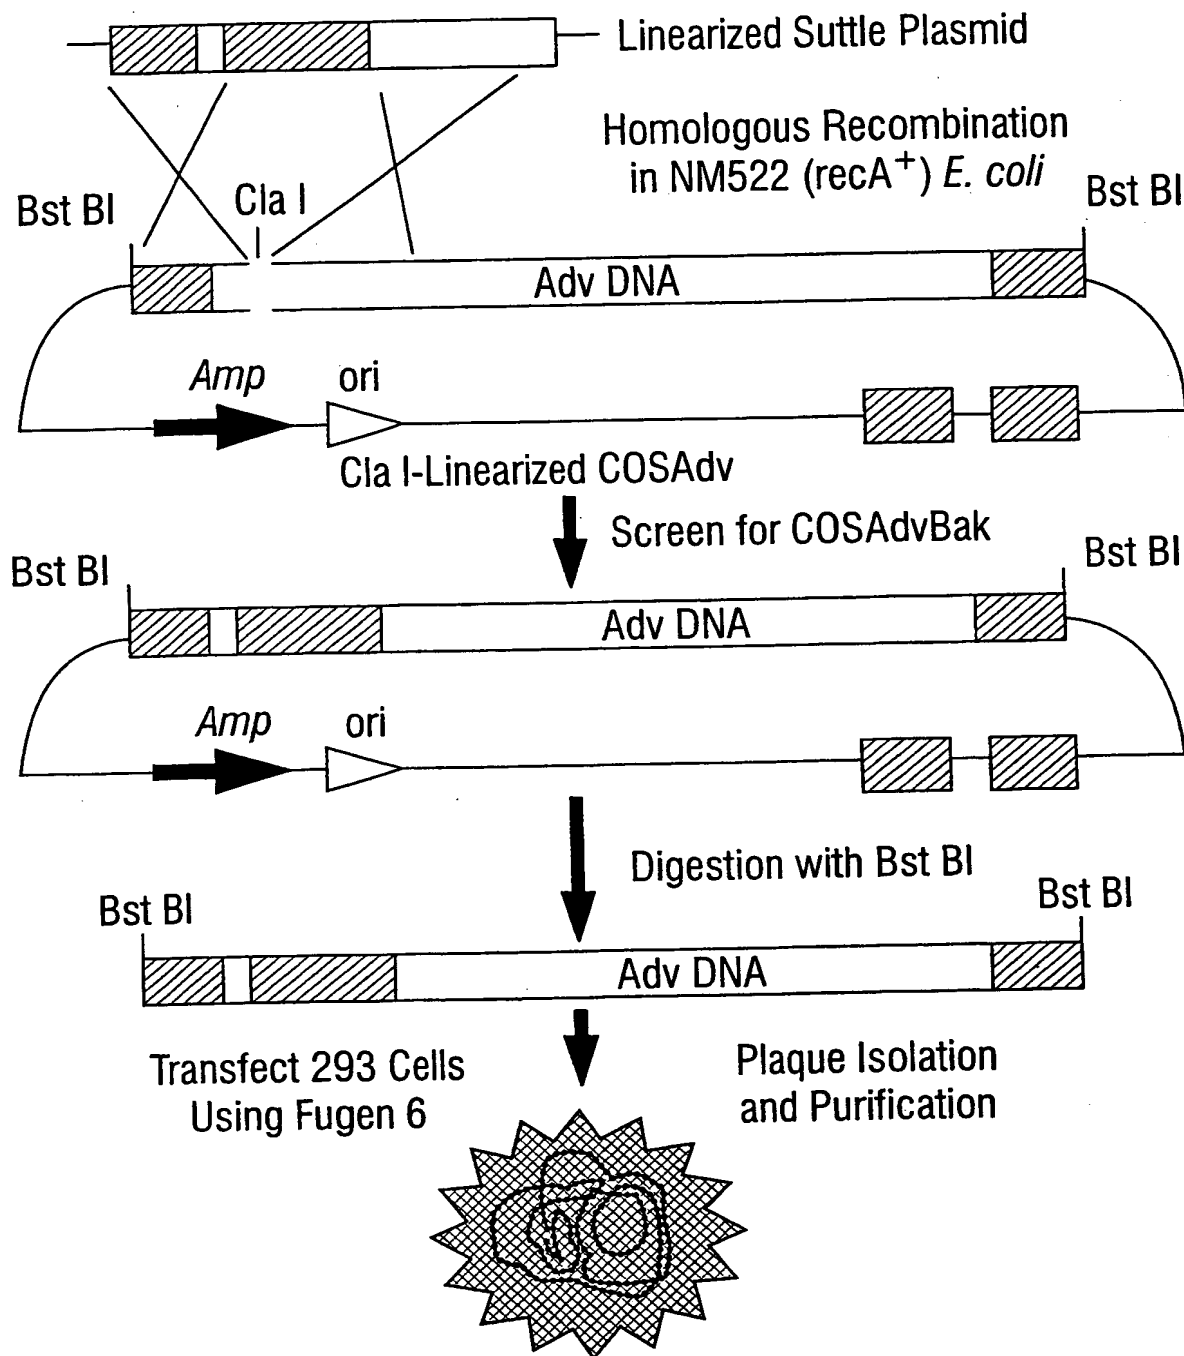 Linearized Suttle Plasmid
Homologous Recombination
in NM522 (recA+) E. coli
Bst BI
Cla I
Bst BI
Adv DNA
Amp
ori
Cla I-Linearized COSAdv
Screen for COSAdvBak
Bst BI
Bst BI
Adv DNA
Amp
ori
Digestion with Bst BI
Bst BI
Bst BI
Adv DNA
Transfect 293 Cells
Using Fugen 6
Plaque Isolation
and Purification